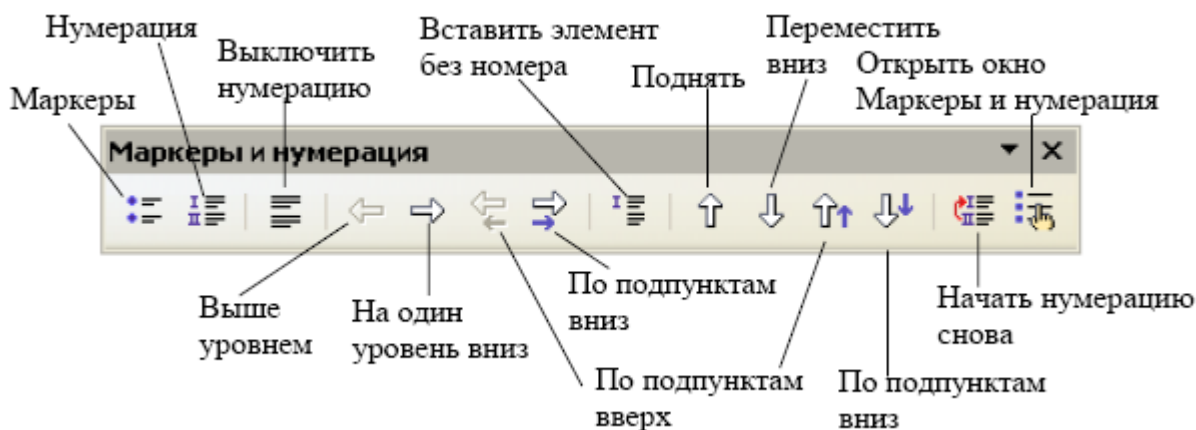 Нумерация
Выключить
нумерацию
Маркеры
Вставить элемент
без номера
Поднять
Переместить
вниз
Открыть окно
Маркеры и нумерация
Маркеры и нумерация
Выше
уровнем
На один
уровень вниз
По подпунктам
вниз
По подпунктам
вверх
По подпунктам
вниз
Начать нумерацию
снова